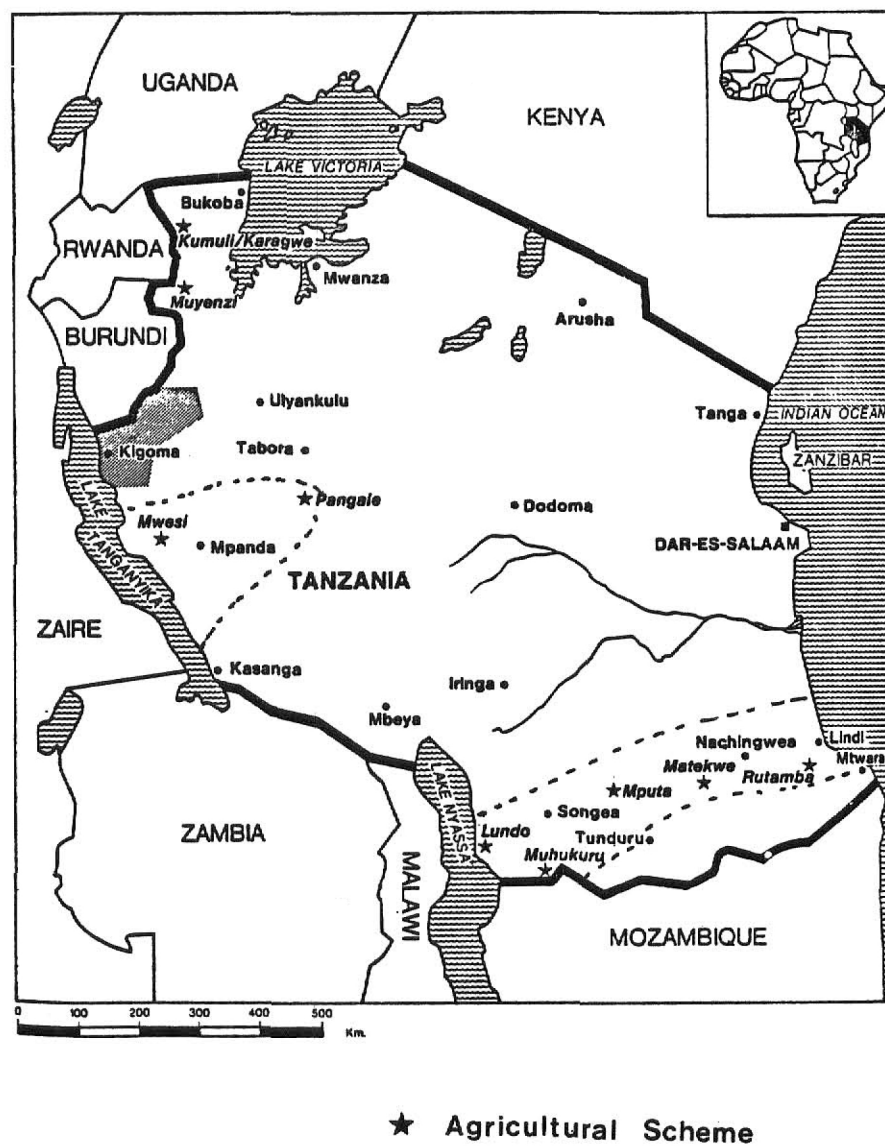 UGANDA
KENYA
LAKE VICTORIA
Bukoba
Kumuli/Karagwe
RWANDA
Mwanza
Muyenzi
Arusha
BURUNDI
Ulyankulu
Tanga
INDIAN OCEAN
Kigoma
Tabora
ZANZIBAR
Pangale
Dodoma
Mwesi
Mpanda
DAR-ES-SALAAM
LAKE TANGANYIKA
TANZANIA
ZAIRE
Kasanga
Iringa
Mbeya
Lindi
Nachingwea
Mtwara
Matekwe
Rutamba
Mputa
LAKE NYASSA
Songea
Lundo
Tunduru
Muhukuru
ZAMBIA
MALAWI
MOZAMBIQUE
0 100 200 300 400 500
Km.
★ Agricultural Scheme